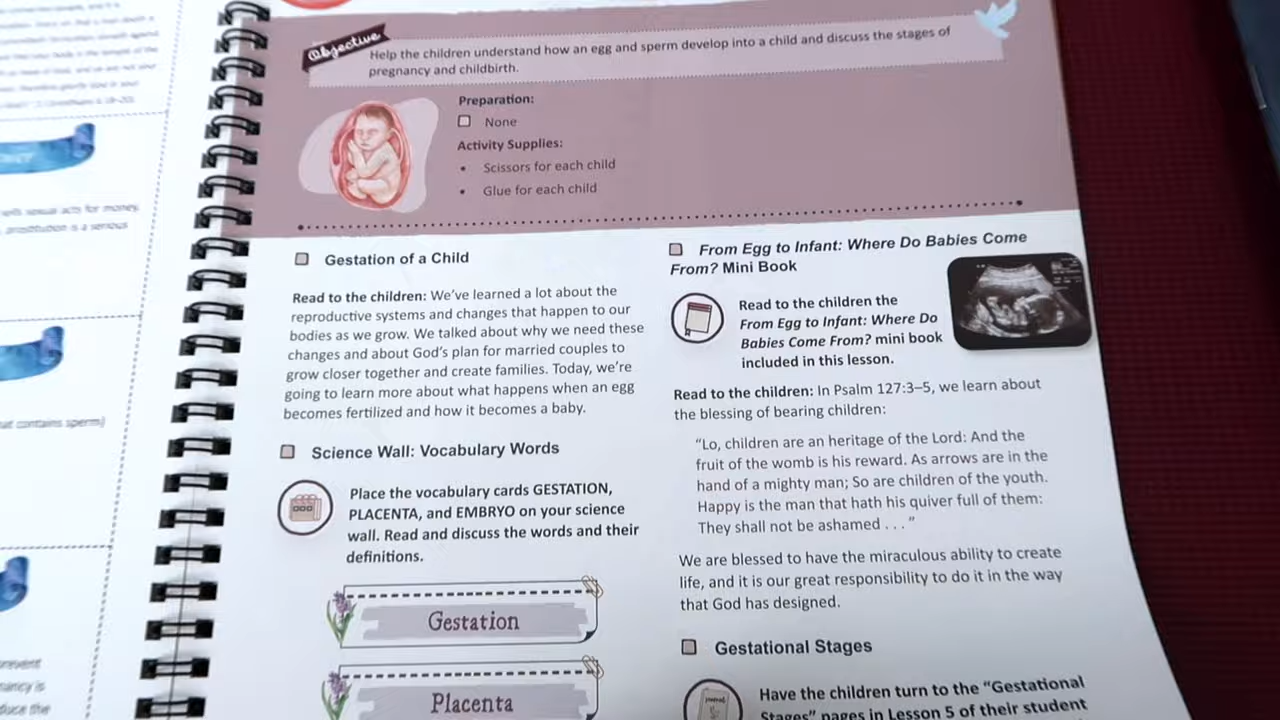 Objective
Help the children understand how an egg and sperm develop into a child and discuss the stages of
pregnancy and childbirth.
Preparation:
None
Activity Supplies:
• Scissors for each child
• Glue for each child
Gestation of a Child
Read to the children: We've learned a lot about the
reproductive systems and changes that happen to our
bodies as we grow. We talked about why we need these
changes and about God's plan for married couples to
grow closer together and create families. Today, we're
going to learn more about what happens when an egg
becomes fertilized and how it becomes a baby.
Science Wall: Vocabulary Words
Place the vocabulary cards GESTATION,
PLACENTA, and EMBRYO on your science
wall. Read and discuss the words and their
definitions.
Gestation
Placenta
From Egg to Infant: Where Do Babies Come
From? Mini Book
Read to the children the
From Egg to Infant: Where Do
Babies Come From? mini book
included in this lesson.
Read to the children: In Psalm 127:3–5, we learn about
the blessing of bearing children:
"Lo, children are an heritage of the Lord: And the
fruit of the womb is his reward. As arrows are in the
hand of a mighty man; So are children of the youth.
Happy is the man that hath his quiver full of them:
They shall not be ashamed . . ."
We are blessed to have the miraculous ability to create
life, and it is our great responsibility to do it in the way
that God has designed.
Gestational Stages
Have the children turn to the "Gestational
Stages" pages in Lesson 5 of their student
sells sexual acts for money.
prostitution is a serious
that contains sperm)
prevent